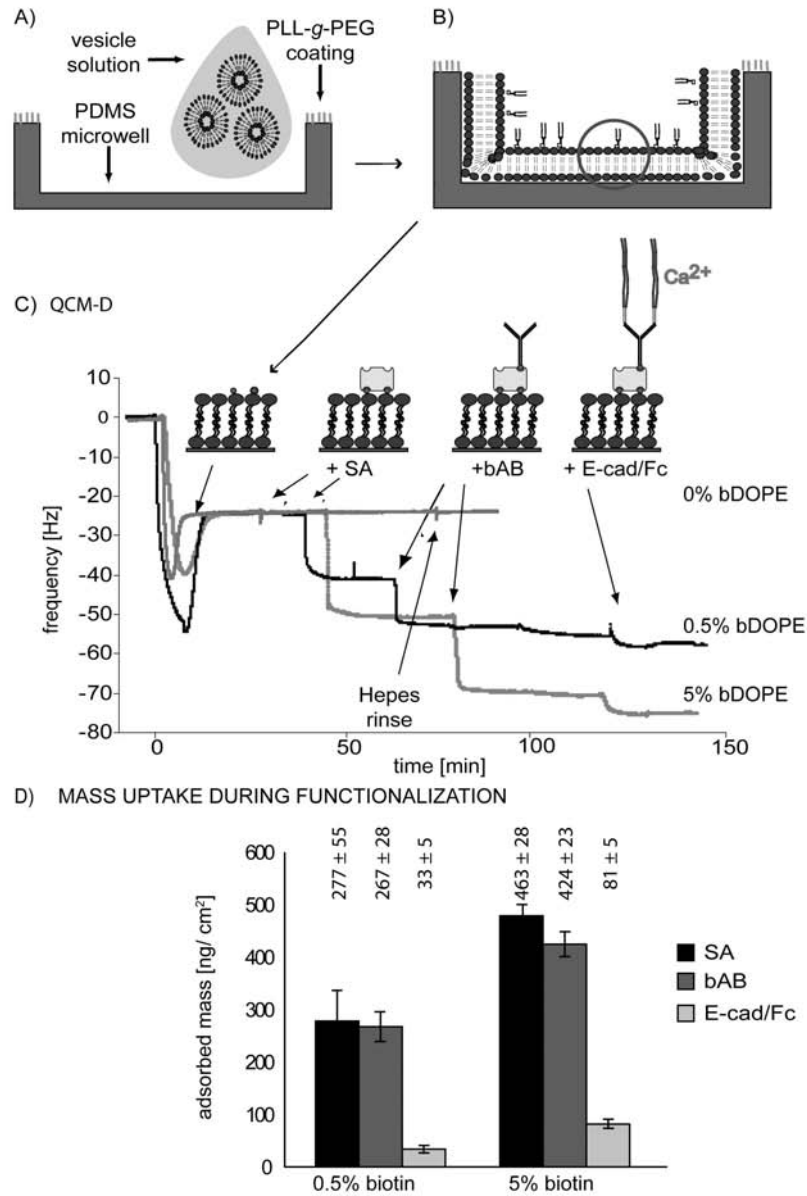 A)
vesicle
solution
PLL-g-PEG
coating
PDMS
microwell
B)
C) QCM-D
Ca2+
+ SA
+bAB
+ E-cad/Fc
10
0
-10
-20
-30
-40
-50
-60
-70
-80
frequency [Hz]
0% bDOPE
0.5% bDOPE
5% bDOPE
Hepes
rinse
0
50
100
150
time [min]
D) MASS UPTAKE DURING FUNCTIONALIZATION
600
500
400
300
200
100
0
adsorbed mass [ng/ cm2]
277 ± 55
267 ± 28
33 ± 5
463 ± 28
424 ± 23
81 ± 5
SA
bAB
E-cad/Fc
0.5% biotin
5% biotin